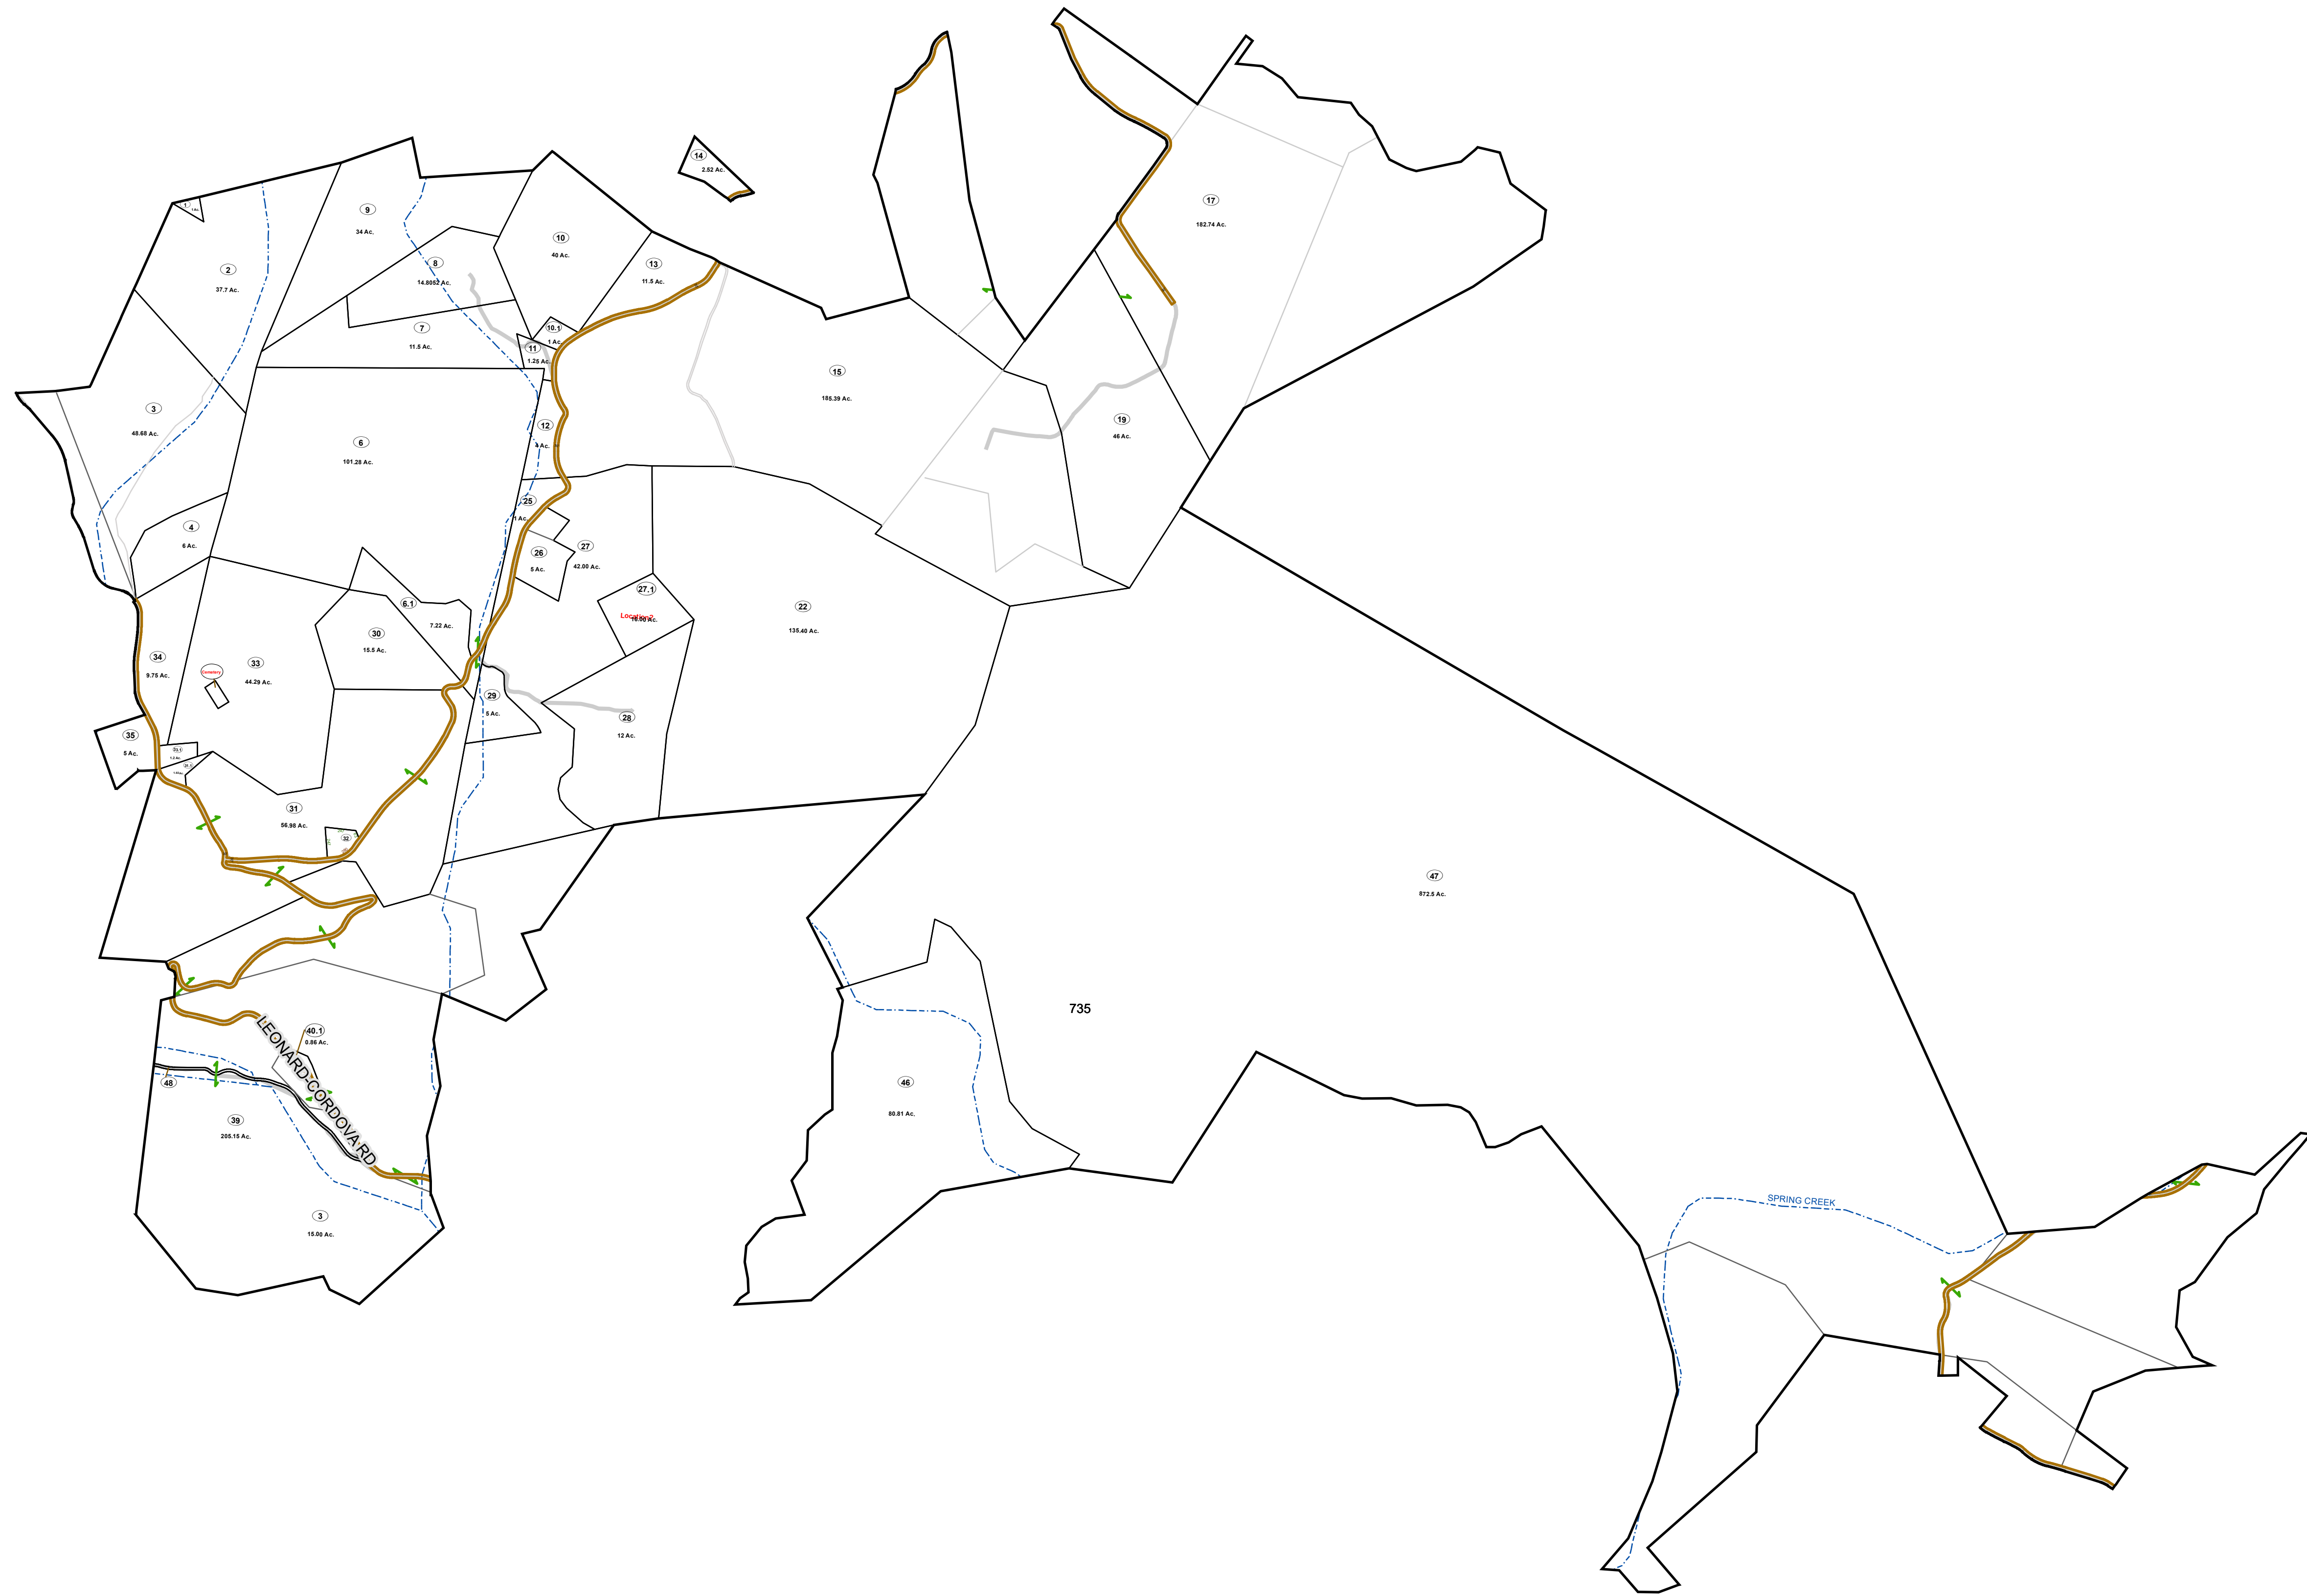 14
2.52 Ac.
17
182.74 Ac.
1
1 Ac.
9
34 Ac.
10
40 Ac.
2
37.7 Ac.
8
14.8052 Ac.
13
11.5 Ac.
7
11.5 Ac.
10.1
1 Ac.
11
1.25 Ac.
15
188.39 Ac.
3
48.68 Ac.
19
46 Ac.
12
4 Ac.
6
101.28 Ac.
25
1 Ac.
4
6 Ac.
26
5 Ac.
27
42.00 Ac.
27.1
Location?
6.1
7.22 Ac.
22
135.40 Ac.
30
15.5 Ac.
34
9.75 Ac.
33
44.29 Ac.
Cemetery
29
5 Ac.
28
12 Ac.
35
5 Ac.
31
56.98 Ac.
32
47
872.5 Ac.
735
40.1
0.86 Ac.
LEONARD-CORDOVA RD
48
46
80.81 Ac.
39
205.15 Ac.
3
15.00 Ac.
SPRING CREEK